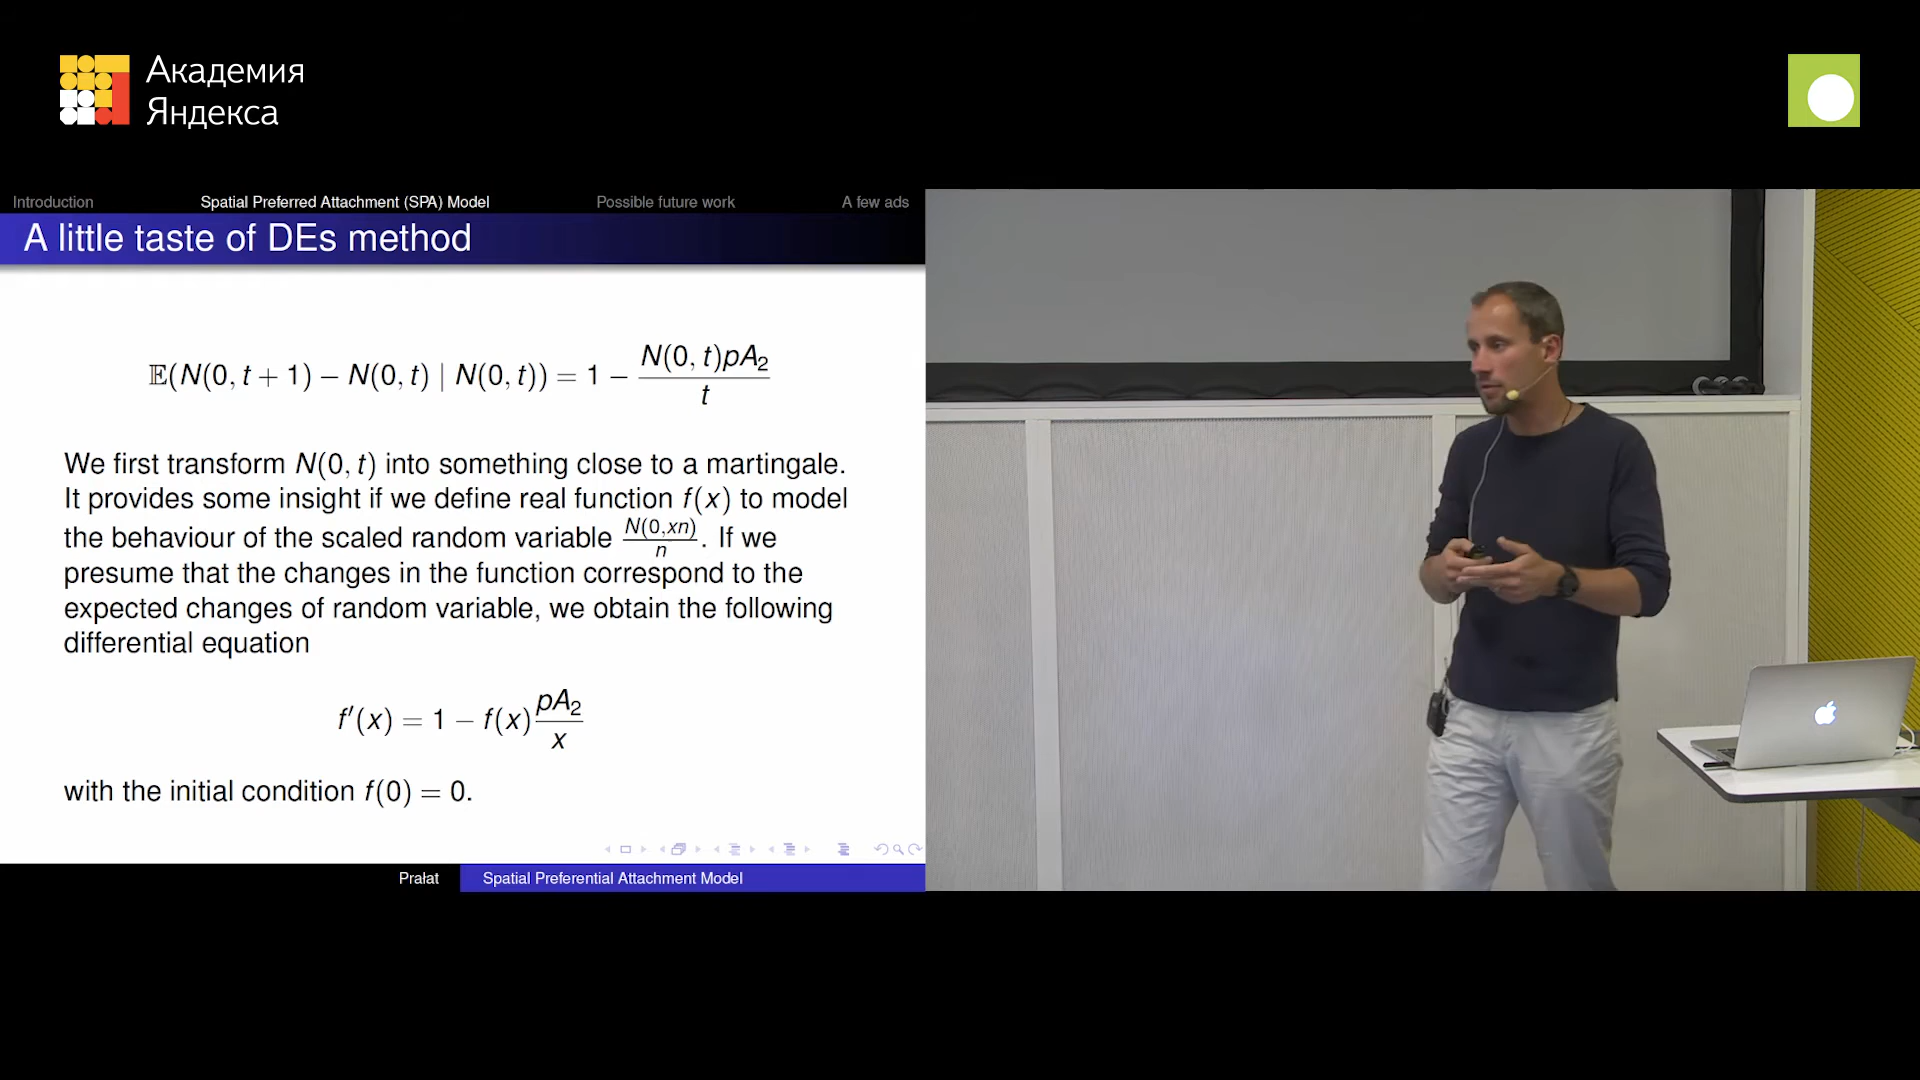 Академия
Яндекса
Introduction Spatial Preferred Attachment (SPA) Model Possible future work A few ads
A little taste of DEs method
𝔼(N(0, t + 1) − N(0, t) | N(0, t)) = 1 − N(0, t)pA₂ / t
We first transform N(0, t) into something close to a martingale.
It provides some insight if we define real function f(x) to model
the behaviour of the scaled random variable N(0,xn)/n. If we
presume that the changes in the function correspond to the
expected changes of random variable, we obtain the following
differential equation
f′(x) = 1 − f(x) pA₂ / x
with the initial condition f(0) = 0.
Prałat Spatial Preferential Attachment Model